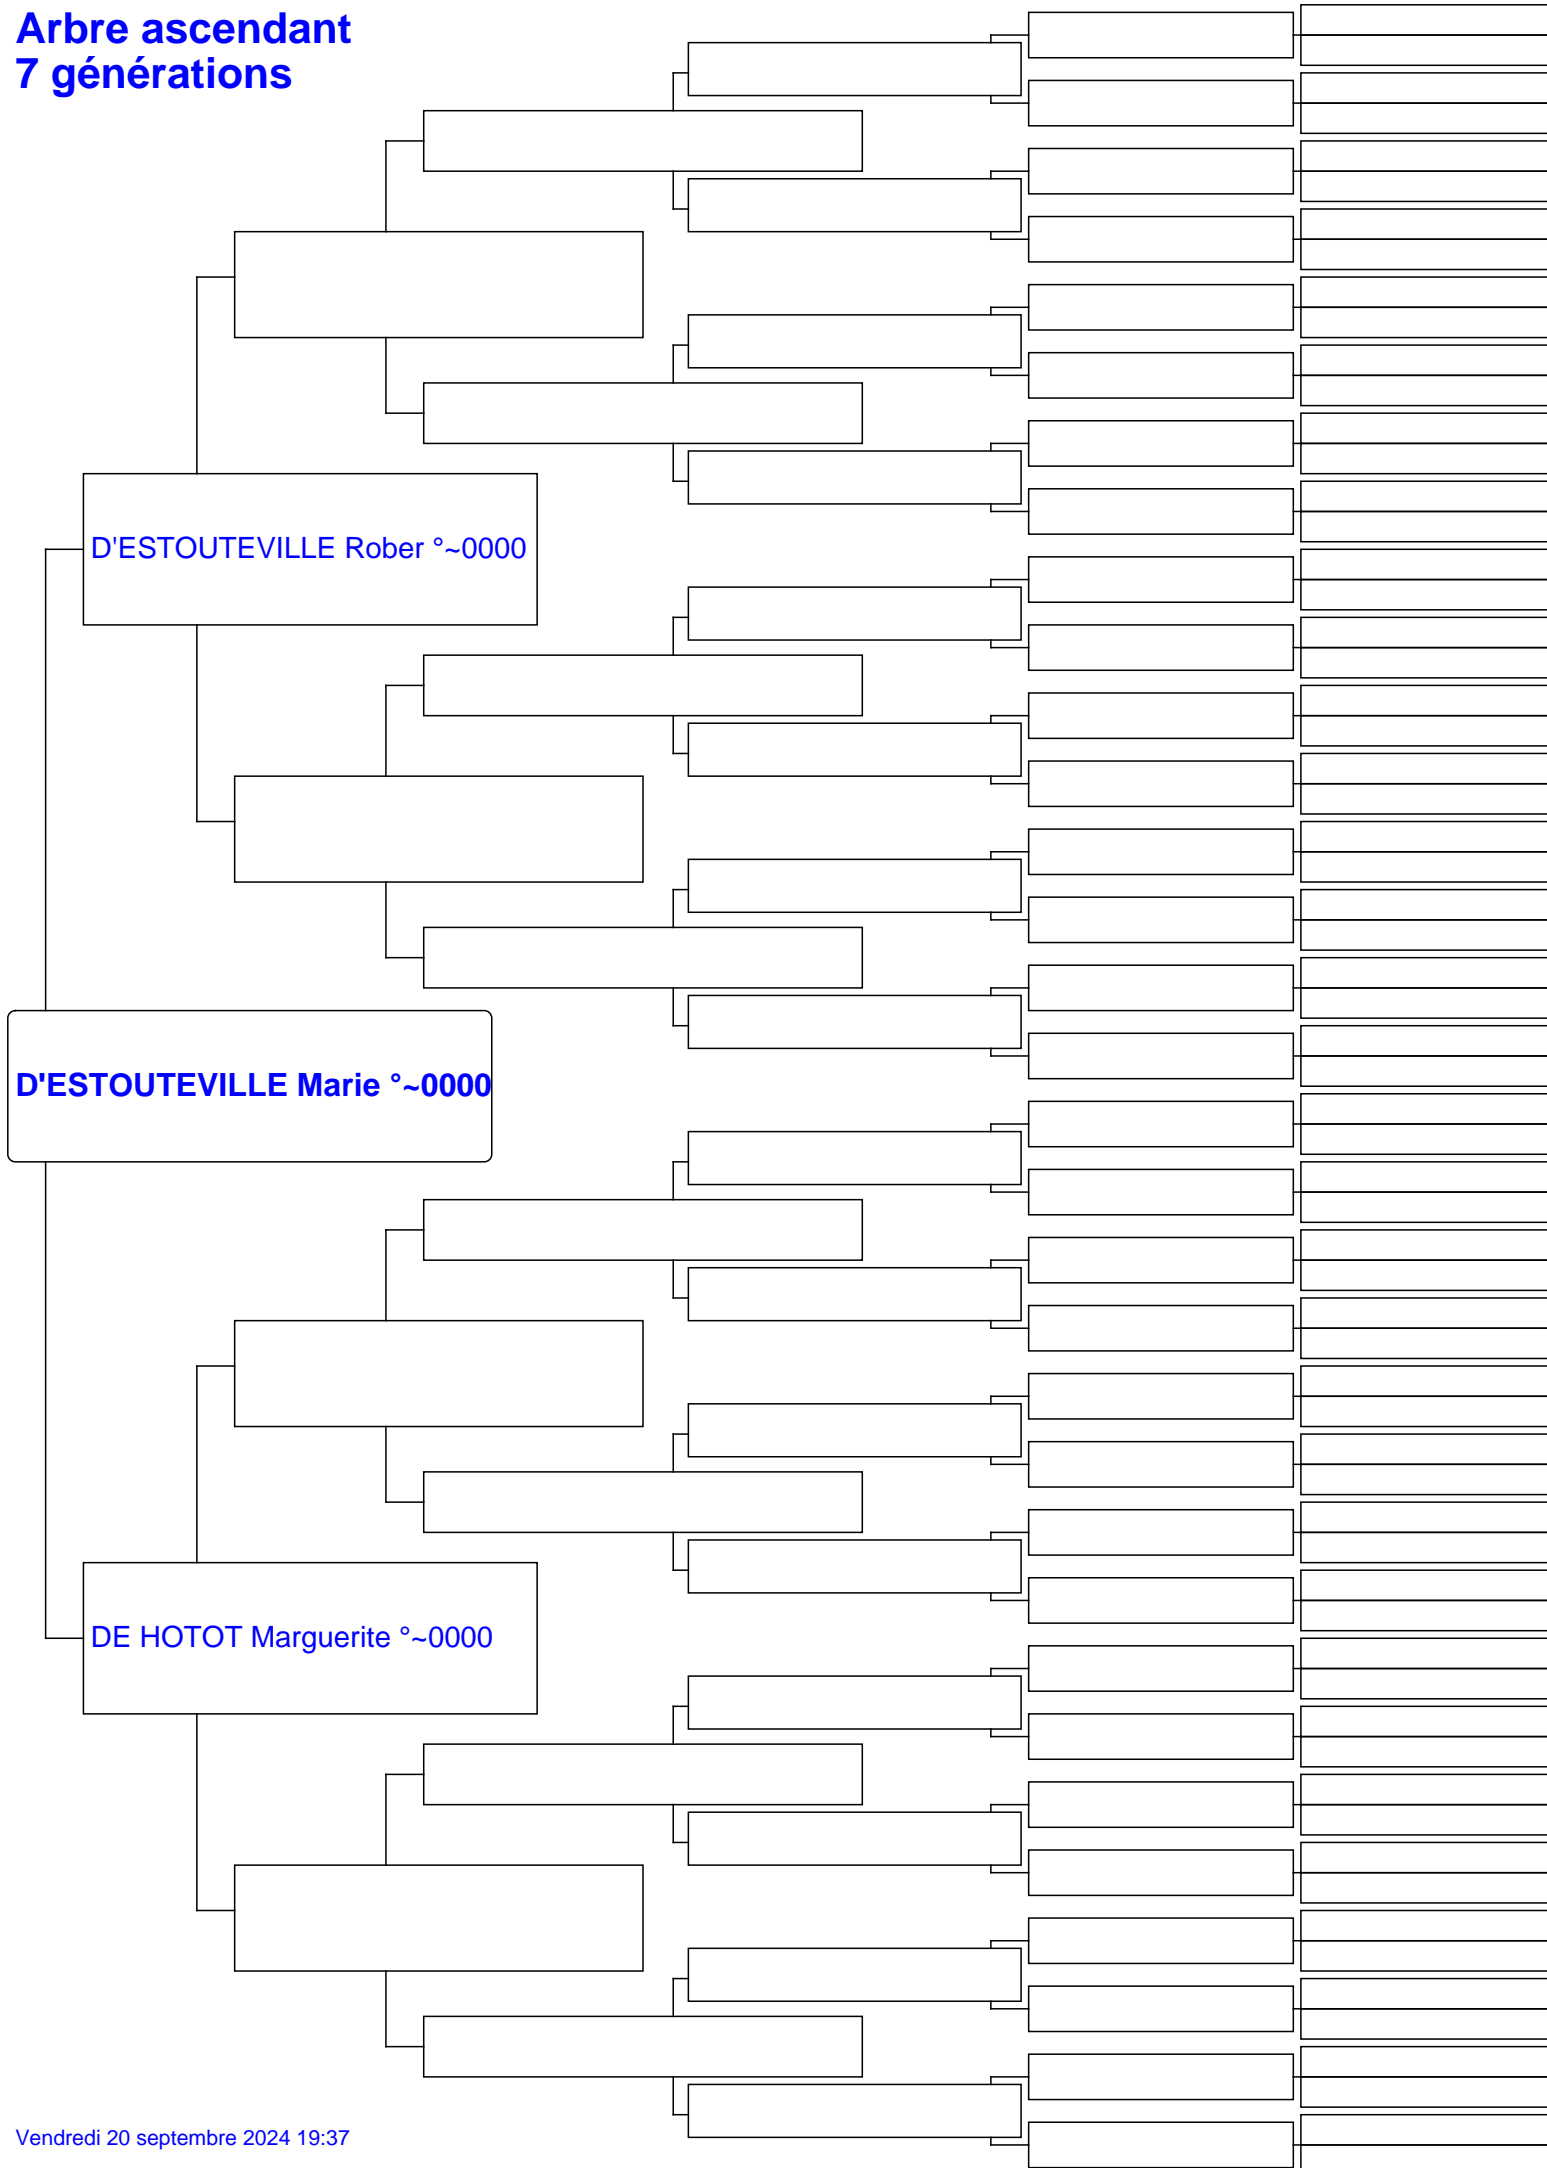 Arbre ascendant
7 générations
D'ESTOUTEVILLE Rober °~0000
D'ESTOUTEVILLE Marie °~0000
DE HOTOT Marguerite °~0000
Vendredi 20 septembre 2024 19:37